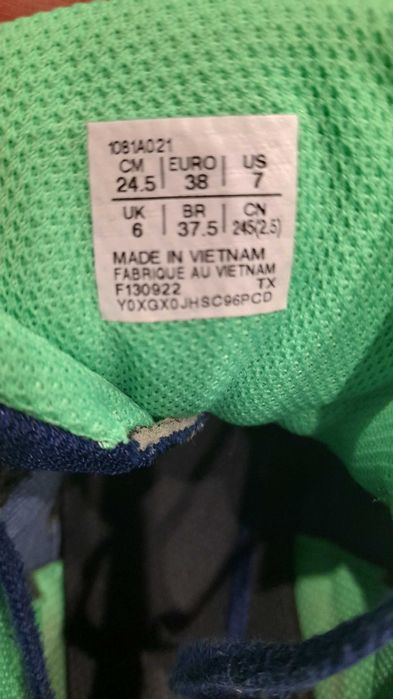 1081A021
CM | EURO | US
24.5 | 38 | 7
UK | BR | CN
6 | 37.5 | 245(2.5)
MADE IN VIETNAM
FABRIQUE AU VIETNAM
F130922 TX
Y0XGX0JHSC96PCD